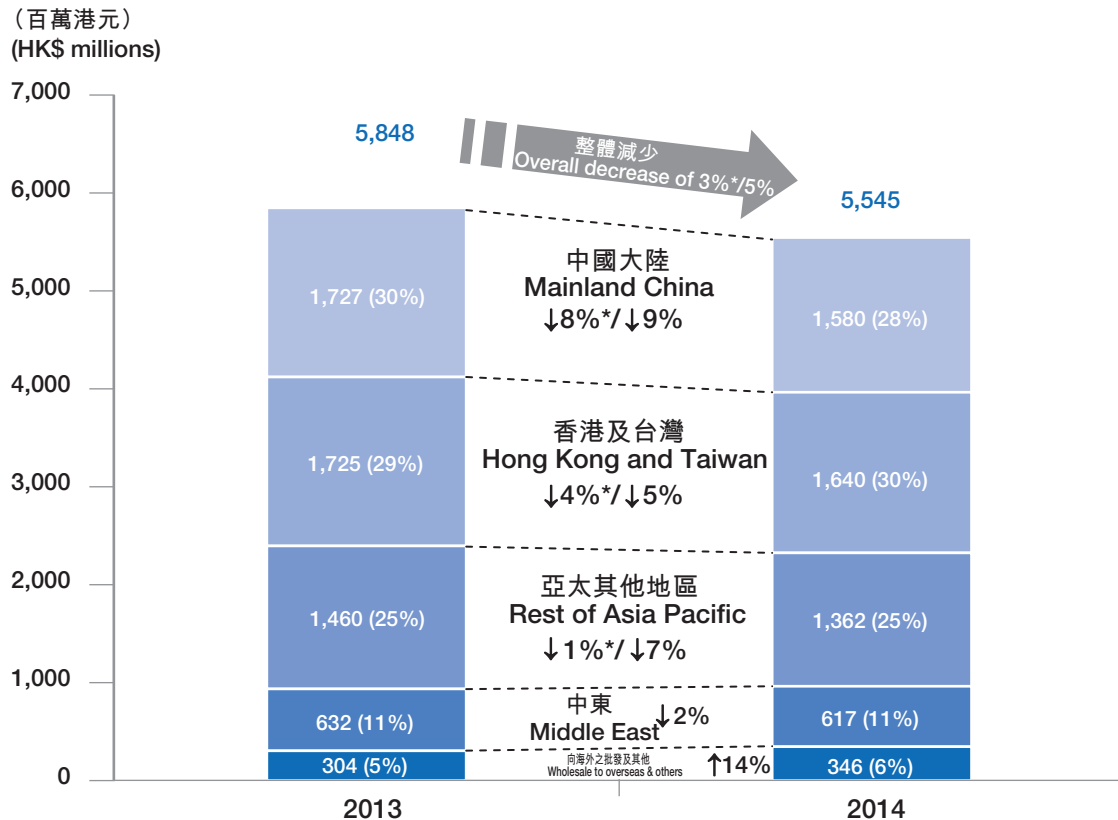 （百萬港元）
(HK$ millions)
7,000
6,000
5,000
4,000
3,000
2,000
1,000
0
5,848
整體減少
Overall decrease of 3%*/5%
5,545
1,727 (30%)
中國大陸
Mainland China
↓8%*/↓9%
1,580 (28%)
1,725 (29%)
香港及台灣
Hong Kong and Taiwan
↓4%*/↓5%
1,640 (30%)
1,460 (25%)
亞太其他地區
Rest of Asia Pacific
↓1%*/↓7%
1,362 (25%)
632 (11%)
中東
Middle East
↓2%
617 (11%)
304 (5%)
向海外之批發及其他
Wholesale to overseas & others
↑14%
346 (6%)
2013
2014